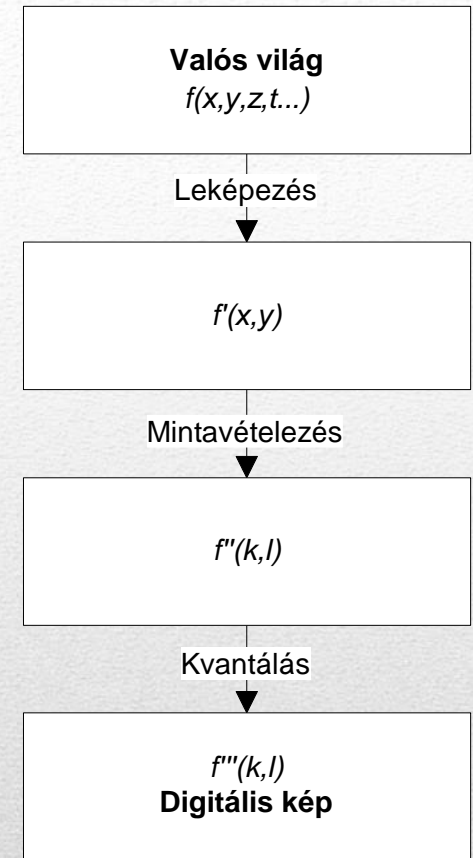 Valós világ
f(x,y,z,t...)
Leképezés
f'(x,y)
Mintavételezés
f''(k,l)
Kvantálás
f'''(k,l)
Digitális kép